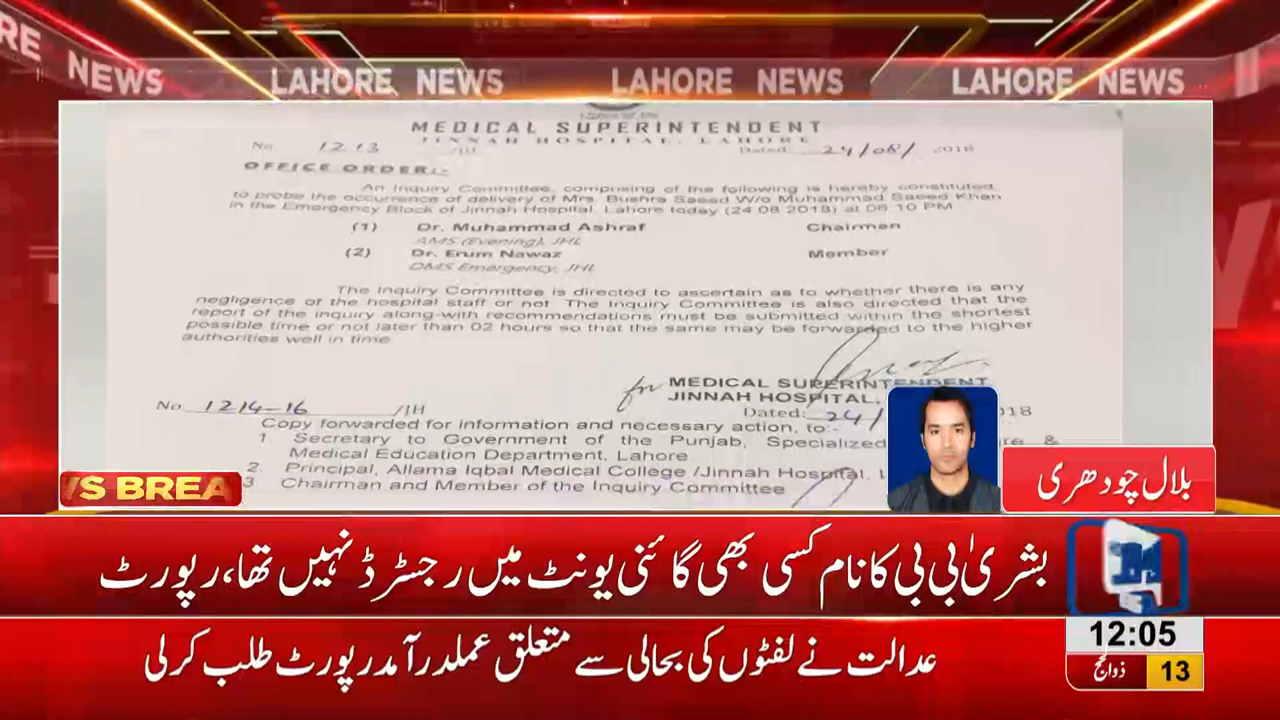 LIVE SECOND
RE NEWS LAHORE NEWS LAHORE NEWS LAHORE NEWS
MEDICAL SUPERINTENDENT
JINNAH HOSPITAL, LAHORE
No. 1213 /JH Dated: 24/08/ 2018
OFFICE ORDER:-
An Inquiry Committee, comprising of the following is hereby constituted,
to probe the occurrence of delivery of Mrs. Bushra Saeed W/o Muhammad Saeed Khan
in the Emergency Block of Jinnah Hospital, Lahore today (24.08.2018) at 06:10 PM
(1) Dr. Muhammad Ashraf Chairman
AMS (Evening), JHL
(2) Dr. Erum Nawaz Member
DMS Emergency, JHL
The Inquiry Committee is directed to ascertain as to whether there is any
negligence of the hospital staff or not. The Inquiry Committee is also directed that the
report of the inquiry along-with recommendations must be submitted within the shortest
possible time or not later than 02 hours so that the same may be forwarded to the higher
authorities well in time.
for MEDICAL SUPERINTENDENT
JINNAH HOSPITAL,
No. 1214-16 /JH Dated: 24/ 2018
Copy forwarded for information and necessary action, to:-
1. Secretary to Government of the Punjab, Specialized &
Medical Education Department, Lahore
2. Principal, Allama Iqbal Medical College /Jinnah Hospital, L
3 Chairman and Member of the Inquiry Committee
بلال چودھری
WS BREA
بشریٰ بی بی کا نام کسی بھی گائنی یونٹ میں رجسٹرڈ نہیں تھا، رپورٹ
عدالت نے لفٹوں کی بحالی سے متعلق عملدرآمد رپورٹ طلب کرلی
12:05
13 ذوالحج